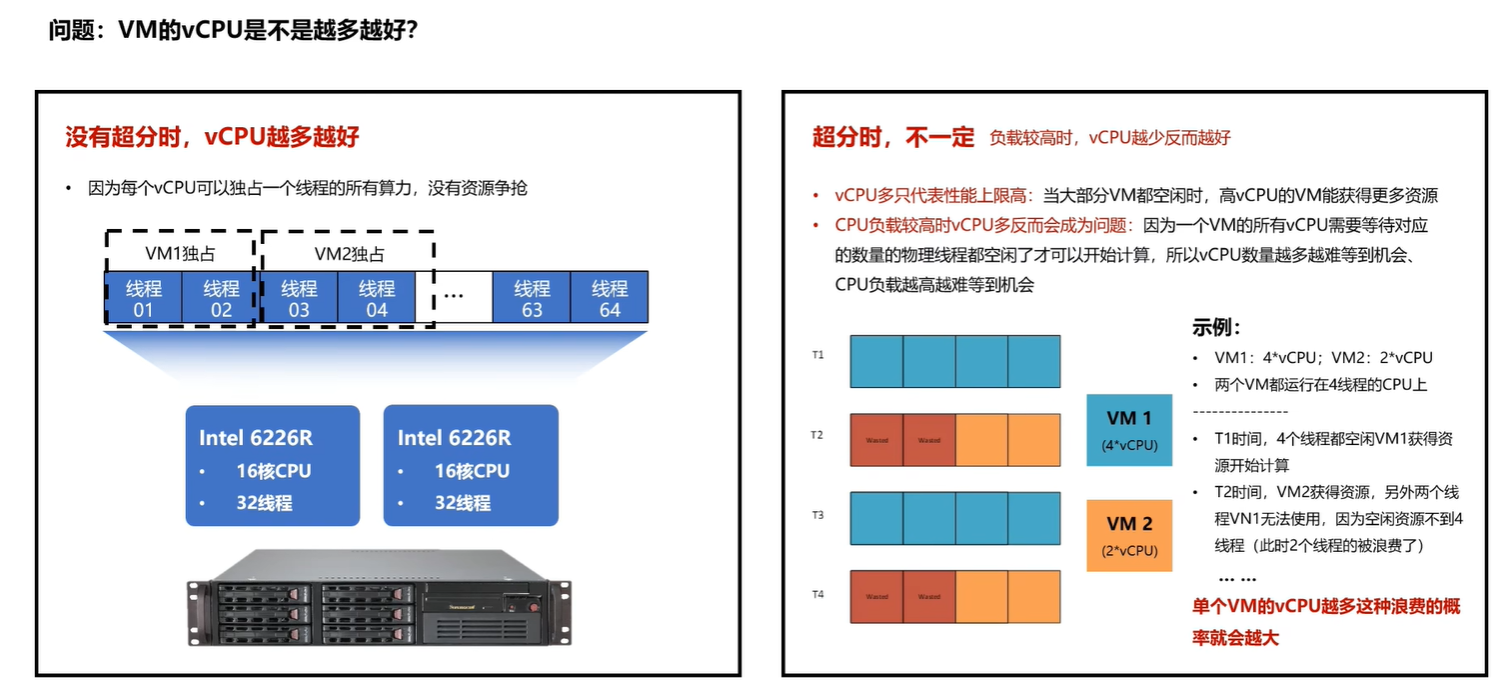 问题：VM的vCPU是不是越多越好?
没有超分时，vCPU越多越好
• 因为每个vCPU可以独占一个线程的所有算力，没有资源争抢
VM1独占
VM2独占
线程
01
线程
02
线程
03
线程
04
...
线程
63
线程
64
Intel 6226R
• 16核CPU
• 32线程
Intel 6226R
• 16核CPU
• 32线程
超分时，不一定 负载较高时，vCPU越少反而越好
• vCPU多只代表性能上限高：当大部分VM都空闲时，高vCPU的VM能获得更多资源
• CPU负载较高时vCPU多反而会成为问题：因为一个VM的所有vCPU需要等待对应
的数量的物理线程都空闲了才可以开始计算，所以vCPU数量越多越难等到机会、
CPU负载越高越难等到机会
T1
T2
Wasted
Wasted
T3
T4
Wasted
Wasted
VM 1
(4*vCPU)
VM 2
(2*vCPU)
示例：
• VM1：4*vCPU；VM2：2*vCPU
• 两个VM都运行在4线程的CPU上
---------------
• T1时间，4个线程都空闲VM1获得资
源开始计算
• T2时间，VM2获得资源，另外两个线
程VN1无法使用，因为空闲资源不到4
线程（此时2个线程的被浪费了）
... ...
单个VM的vCPU越多这种浪费的概
率就会越大